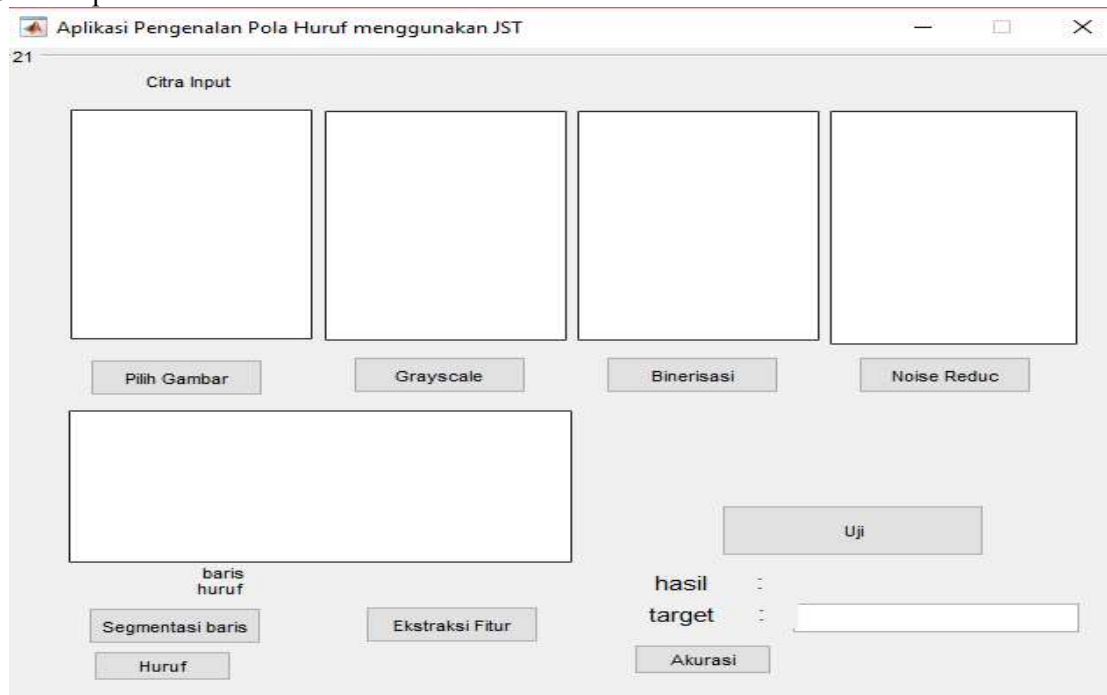 Aplikasi Pengenalan Pola Huruf menggunakan JST
21
Citra Input
Pilih Gambar
Grayscale
Binerisasi
Noise Reduc
Uji
baris
huruf
hasil :
target :
Segmentasi baris
Ekstraksi Fitur
Huruf
Akurasi